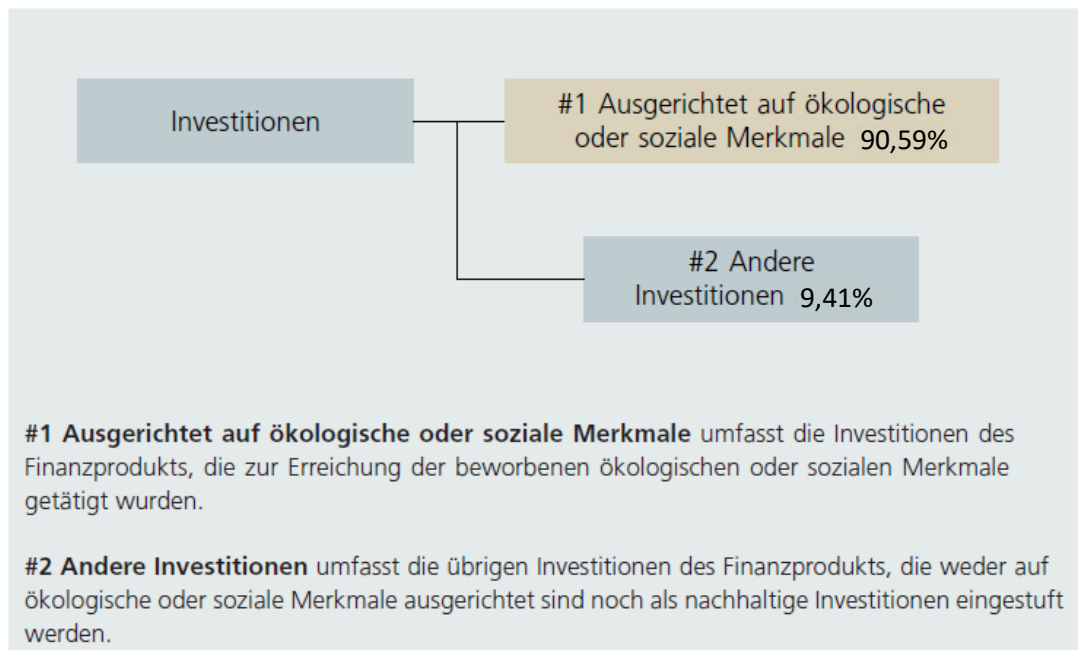 Investitionen
#1 Ausgerichtet auf ökologische
oder soziale Merkmale 90,59%
#2 Andere
Investitionen 9,41%
#1 Ausgerichtet auf ökologische oder soziale Merkmale umfasst die Investitionen des
Finanzprodukts, die zur Erreichung der beworbenen ökologischen oder sozialen Merkmale
getätigt wurden.
#2 Andere Investitionen umfasst die übrigen Investitionen des Finanzprodukts, die weder auf
ökologische oder soziale Merkmale ausgerichtet sind noch als nachhaltige Investitionen eingestuft
werden.